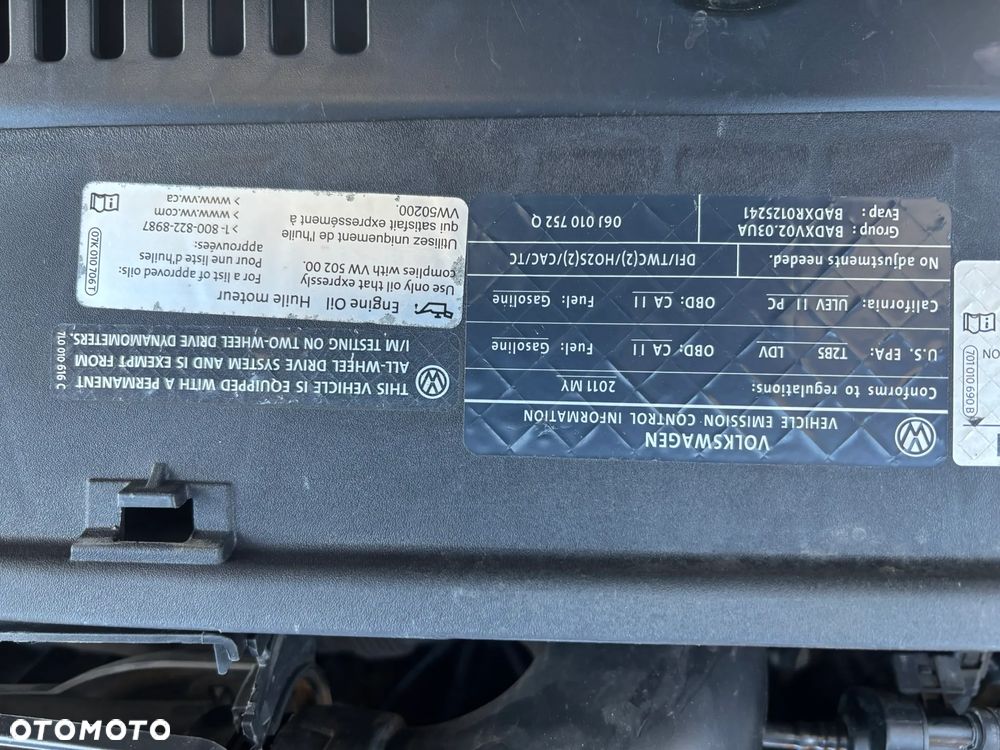 VOLKSWAGEN
VEHICLE EMISSION CONTROL INFORMATION
Conforms to regulations: 2011 MY
U.S. EPA: T2B5 LDV OBD: CA II Fuel: Gasoline
California: ULEV II PC OBD: CA II Fuel: Gasoline
No adjustments needed. DFI/TWC(2)/HO2S(2)/CAC/TC
Group: BADXV02.03UA
Evap: BADXR0125241
06J 010 752 Q
THIS VEHICLE IS EQUIPPED WITH A PERMANENT
ALL-WHEEL DRIVE SYSTEM AND IS EXEMPT FROM
I/M TESTING ON TWO-WHEEL DRIVE DYNAMOMETERS.
7L0 010 616 C
Engine Oil Huile moteur
Use only oil that expressly
complies with VW 502 00.
Utilisez uniquement de l'huile
qui satisfait expressément à
VW50200.
For a list of approved oils:
Pour une liste d'huiles
approuvées:
>1-800-822-8987
> www.vw.com
> www.vw.ca
07K 010 706 T
7D1 010 690 B
ON
OTOMOTO